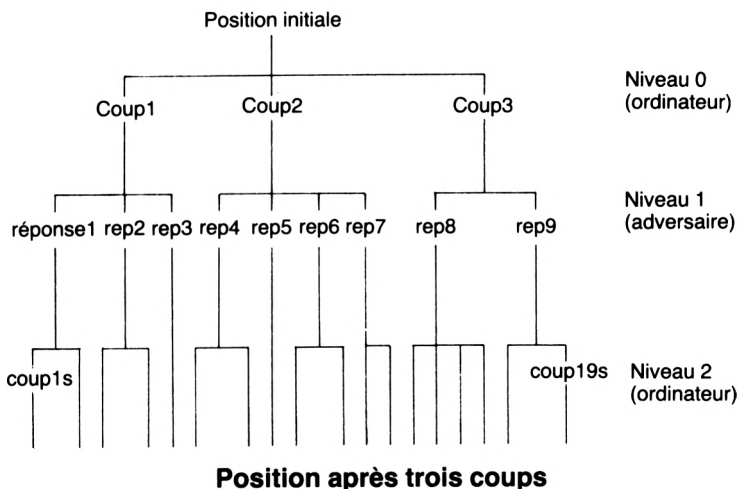 Position initiale
Niveau 0
(ordinateur)
Coup1 Coup2 Coup3
Niveau 1
(adversaire)
réponse1 rep2 rep3 rep4 rep5 rep6 rep7 rep8 rep9
coup1s coup19s Niveau 2
(ordinateur)
Position après trois coups